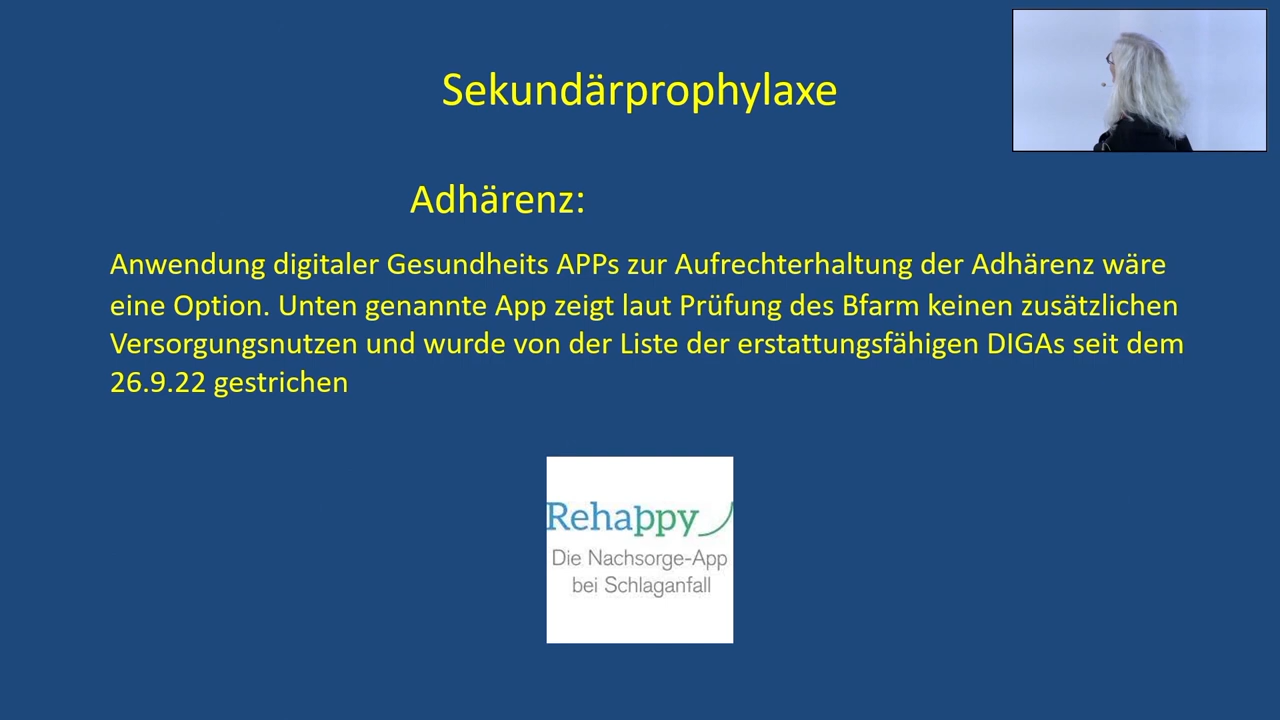 Sekundärprophylaxe
Adhärenz:
Anwendung digitaler Gesundheits APPs zur Aufrechterhaltung der Adhärenz wäre
eine Option. Unten genannte App zeigt laut Prüfung des Bfarm keinen zusätzlichen
Versorgungsnutzen und wurde von der Liste der erstattungsfähigen DIGAs seit dem
26.9.22 gestrichen
Rehappy
Die Nachsorge-App
bei Schlaganfall